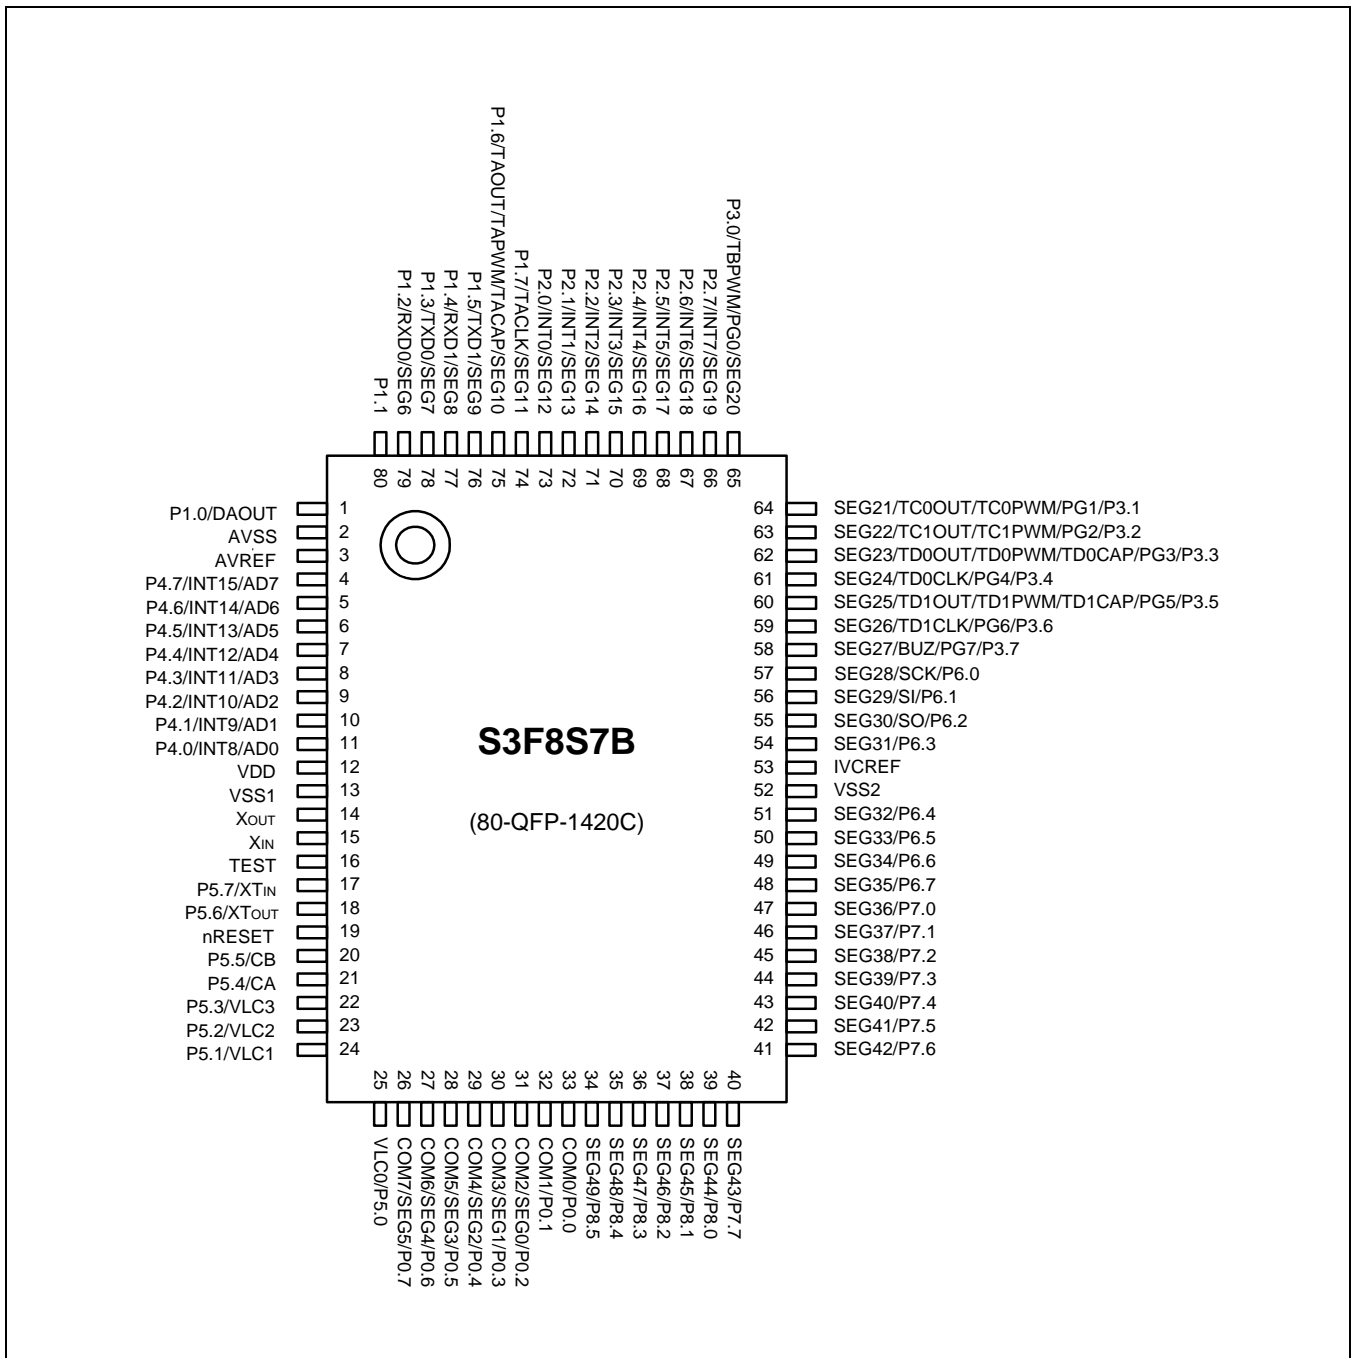 P1.1
P1.2/RXD0/SEG6
P1.3/TXD0/SEG7
P1.4/RXD1/SEG8
P1.5/TXD1/SEG9
P1.6/TAOUT/TAPWM/TACAP/SEG10
P1.7/TACLK/SEG11
P2.0/INT0/SEG12
P2.1/INT1/SEG13
P2.2/INT2/SEG14
P2.3/INT3/SEG15
P2.4/INT4/SEG16
P2.5/INT5/SEG17
P2.6/INT6/SEG18
P2.7/INT7/SEG19
P3.0/TBPWM/PG0/SEG20
80 79 78 77 76 75 74 73 72 71 70 69 68 67 66 65
P1.0/DAOUT 1
AVSS 2
AVREF 3
P4.7/INT15/AD7 4
P4.6/INT14/AD6 5
P4.5/INT13/AD5 6
P4.4/INT12/AD4 7
P4.3/INT11/AD3 8
P4.2/INT10/AD2 9
P4.1/INT9/AD1 10
P4.0/INT8/AD0 11
VDD 12
VSS1 13
XOUT 14
XIN 15
TEST 16
P5.7/XTIN 17
P5.6/XTOUT 18
nRESET 19
P5.5/CB 20
P5.4/CA 21
P5.3/VLC3 22
P5.2/VLC2 23
P5.1/VLC1 24
S3F8S7B
(80-QFP-1420C)
64 SEG21/TC0OUT/TC0PWM/PG1/P3.1
63 SEG22/TC1OUT/TC1PWM/PG2/P3.2
62 SEG23/TD0OUT/TD0PWM/TD0CAP/PG3/P3.3
61 SEG24/TD0CLK/PG4/P3.4
60 SEG25/TD1OUT/TD1PWM/TD1CAP/PG5/P3.5
59 SEG26/TD1CLK/PG6/P3.6
58 SEG27/BUZ/PG7/P3.7
57 SEG28/SCK/P6.0
56 SEG29/SI/P6.1
55 SEG30/SO/P6.2
54 SEG31/P6.3
53 IVCREF
52 VSS2
51 SEG32/P6.4
50 SEG33/P6.5
49 SEG34/P6.6
48 SEG35/P6.7
47 SEG36/P7.0
46 SEG37/P7.1
45 SEG38/P7.2
44 SEG39/P7.3
43 SEG40/P7.4
42 SEG41/P7.5
41 SEG42/P7.6
25 26 27 28 29 30 31 32 33 34 35 36 37 38 39 40
VLC0/P5.0
COM7/SEG5/P0.7
COM6/SEG4/P0.6
COM5/SEG3/P0.5
COM4/SEG2/P0.4
COM3/SEG1/P0.3
COM2/SEG0/P0.2
COM1/P0.1
COM0/P0.0
SEG49/P8.5
SEG48/P8.4
SEG47/P8.3
SEG46/P8.2
SEG45/P8.1
SEG44/P8.0
SEG43/P7.7